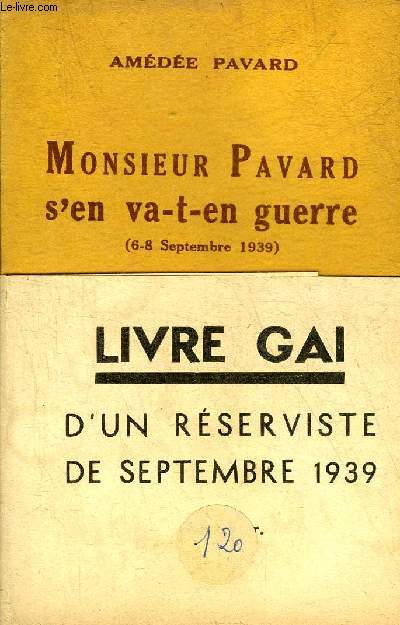 Le-livre.com
AMÉDÉE PAVARD
MONSIEUR PAVARD
s'en va-t-en guerre
(6-8 Septembre 1939)
LIVRE GAI
D'UN RÉSERVISTE
DE SEPTEMBRE 1939
120